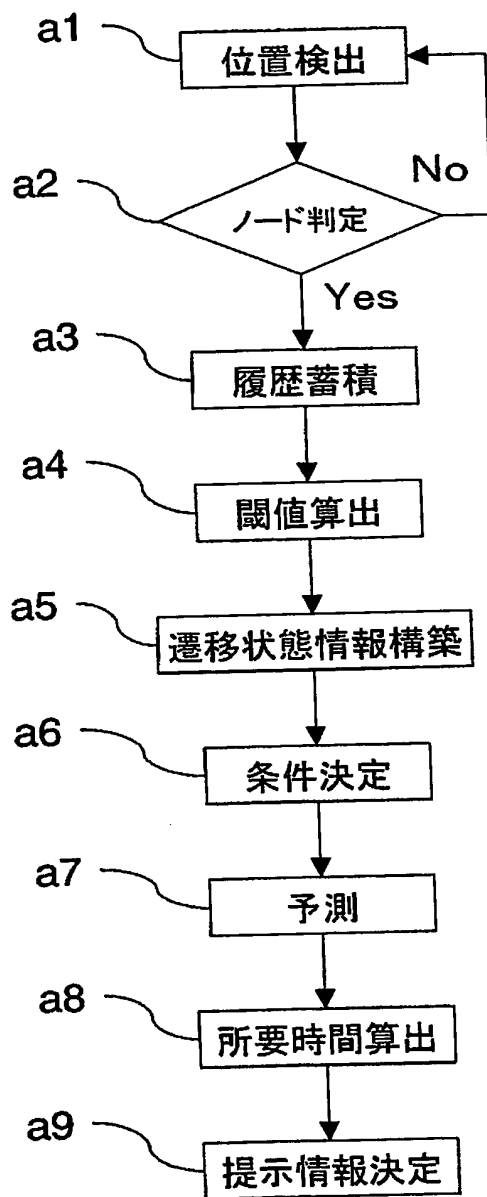 a1
位置検出
No
a2
ノード判定
Yes
a3
履歴蓄積
a4
閾値算出
a5
遷移状態情報構築
a6
条件決定
a7
予測
a8
所要時間算出
a9
提示情報決定